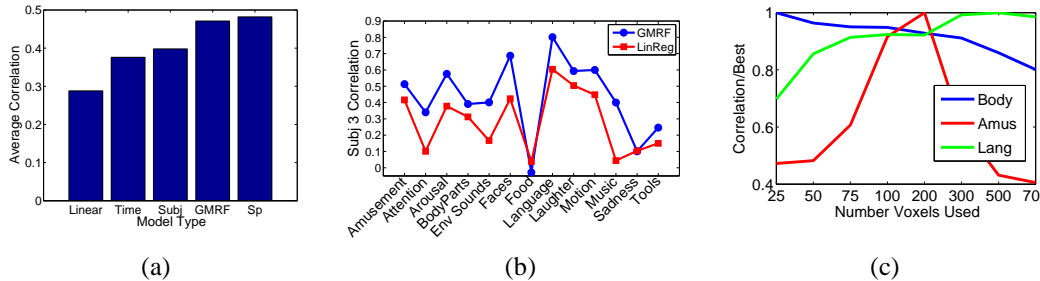 0.5
0.4
0.3
0.2
0.1
0
Average Correlation
Linear Time Subj GMRF Sp
Model Type
(a)
0.9
0.8
0.7
0.6
0.5
0.4
0.3
0.2
0.1
0
Subj 3 Correlation
GMRF
LinReg
Amusement
Attention
Arousal
BodyParts
Env Sounds
Faces
Food
Language
Laughter
Motion
Music
Sadness
Tools
(b)
1
0.8
0.6
0.4
Correlation/Best
Body
Amus
Lang
25 50 75 100 200 300 500 70
Number Voxels Used
(c)